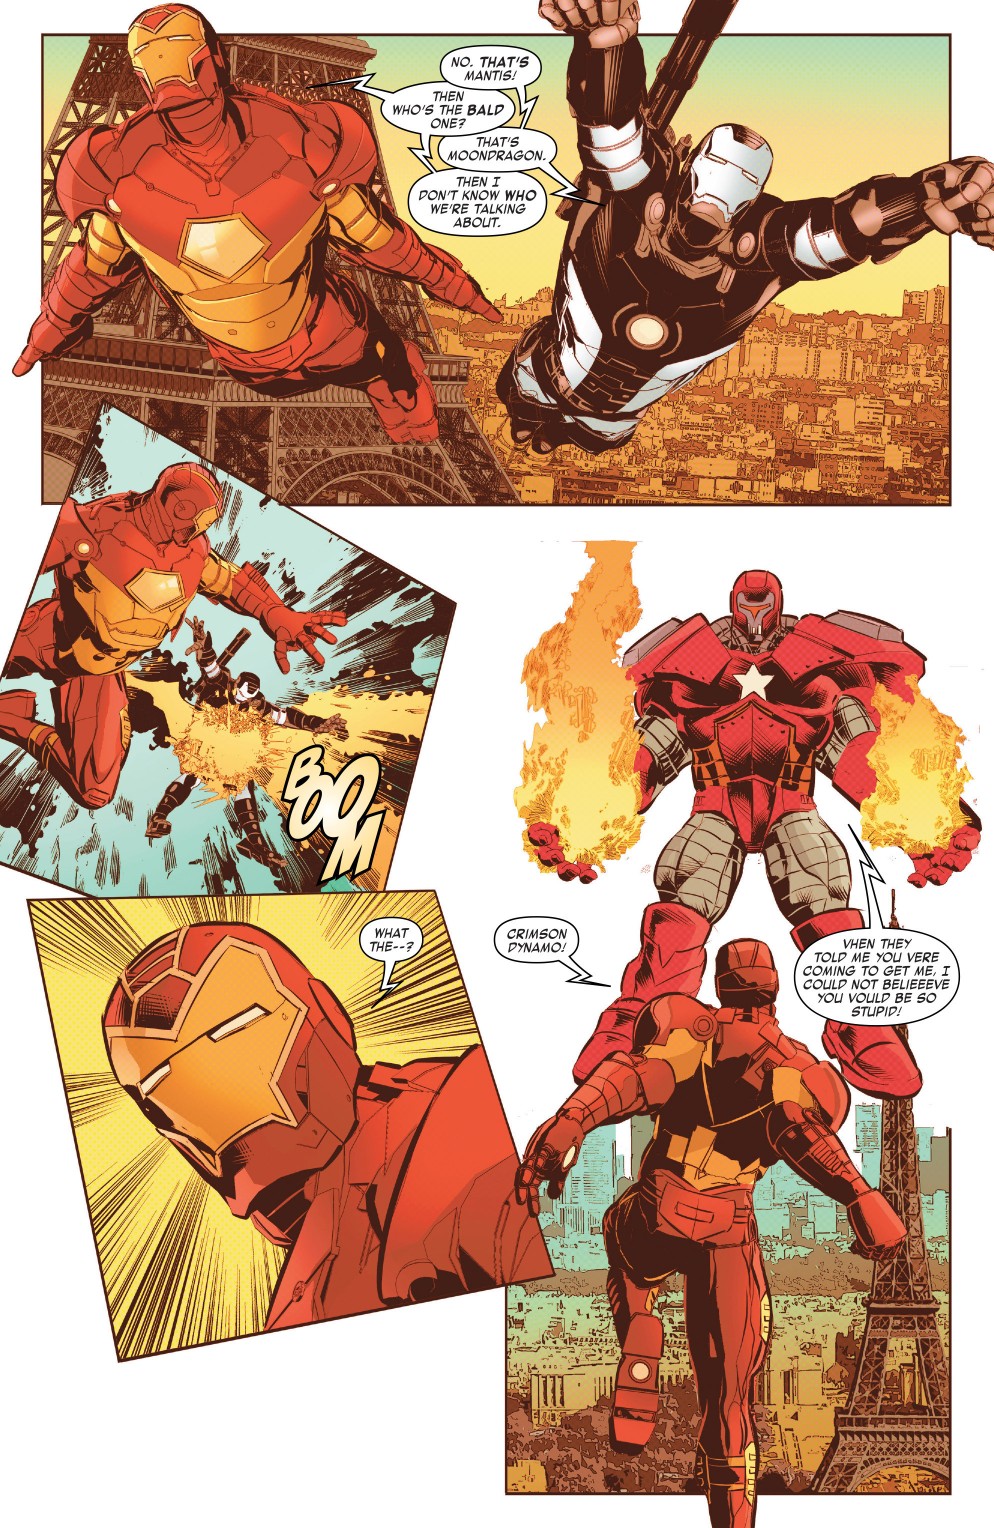 NO. THAT'S
MANTIS!
THEN
WHO'S THE BALD
ONE?
THAT'S
MOONDRAGON.
THEN I
DON'T KNOW WHO
WE'RE TALKING
ABOUT.
BOOM
WHAT
THE--?
CRIMSON
DYNAMO!
VHEN THEY
TOLD ME YOU VERE
COMING TO GET ME, I
COULD NOT BELIEEEVE
YOU VOULD BE SO
STUPID!